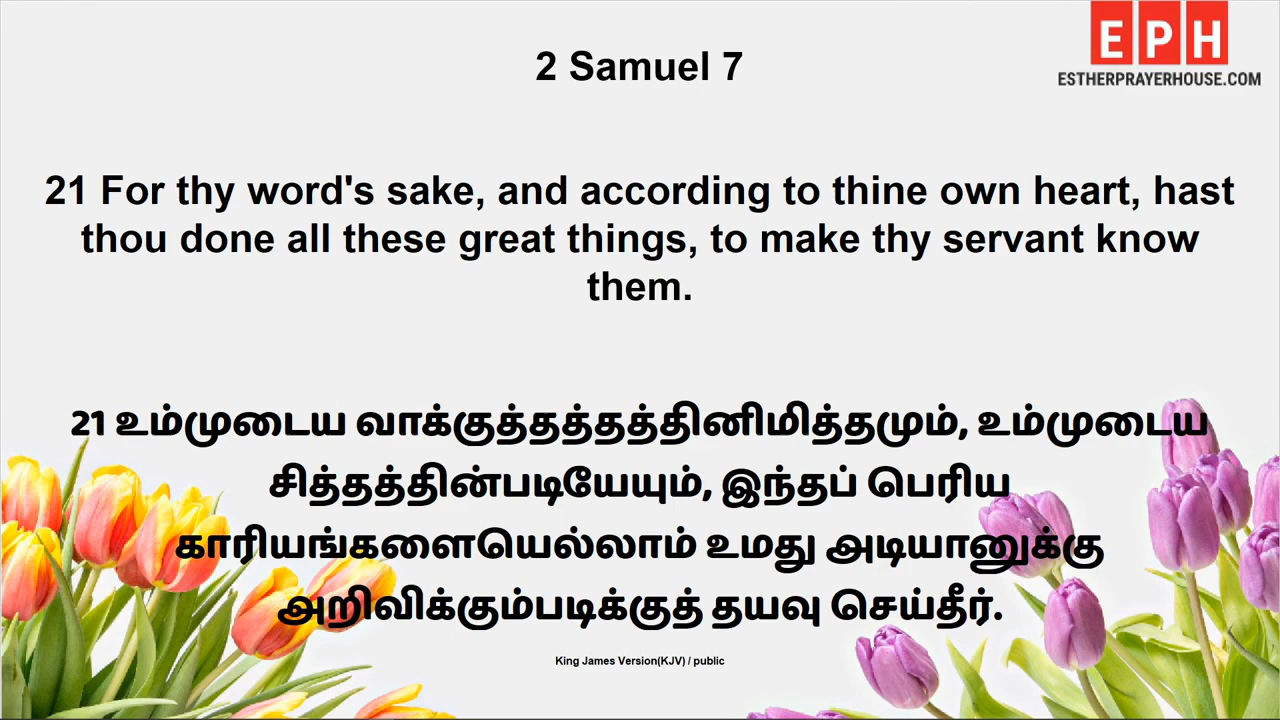 EPH
ESTHERPRAYERHOUSE.COM
2 Samuel 7
21 For thy word's sake, and according to thine own heart, hast
thou done all these great things, to make thy servant know
them.
21 உம்முடைய வாக்குத்தத்தத்தினிமித்தமும், உம்முடைய
சித்தத்தின்படியேயும், இந்தப் பெரிய
காரியங்களையெல்லாம் உமது அடியானுக்கு
அறிவிக்கும்படிக்குத் தயவு செய்தீர்.
King James Version(KJV) / public